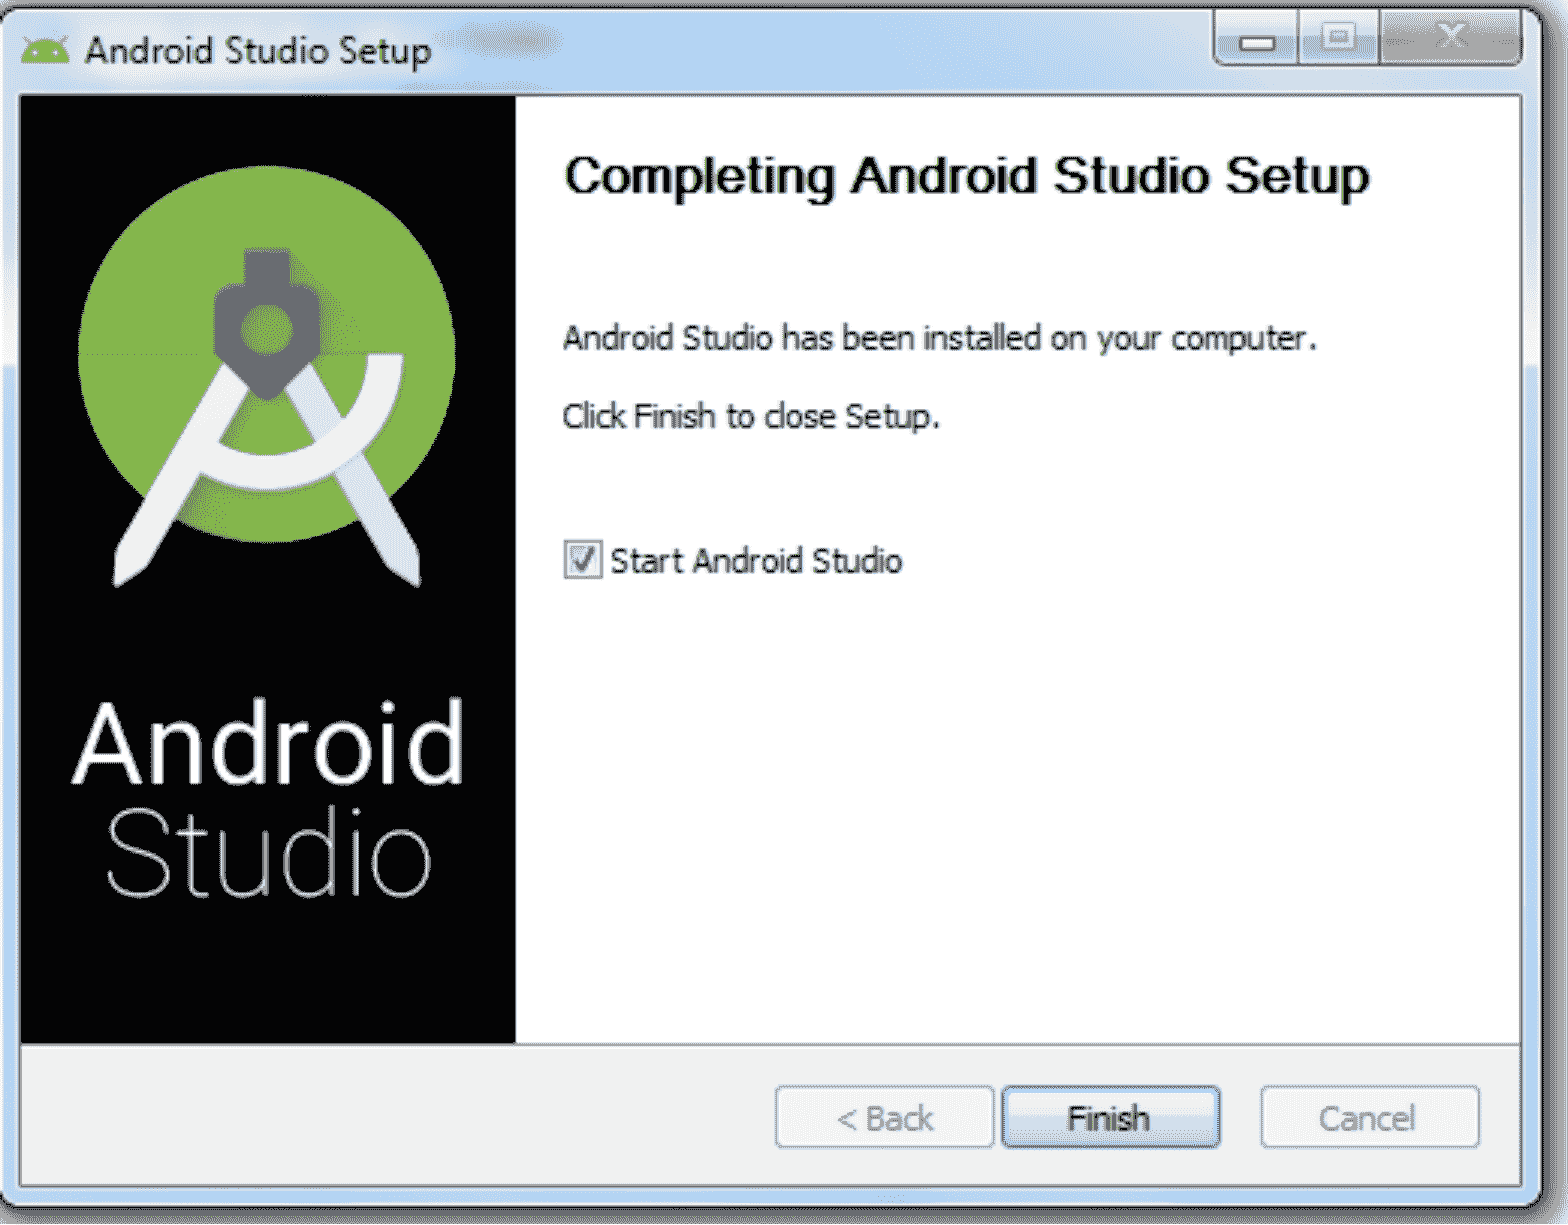 Android Studio Setup
Completing Android Studio Setup
Android Studio has been installed on your computer.
Click Finish to close Setup.
Start Android Studio
Android
Studio
< Back
Finish
Cancel